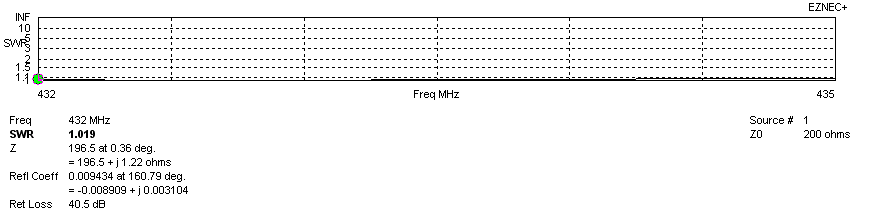 EZNEC+
INF
10
5
3
SWR
2
1.5
1.1
1
432 Freq MHz 435
Freq 432 MHz Source # 1
SWR 1.019 Z0 200 ohms
Z 196.5 at 0.36 deg.
= 196.5 + j 1.22 ohms
Refl Coeff 0.009434 at 160.79 deg.
= -0.008909 + j 0.003104
Ret Loss 40.5 dB